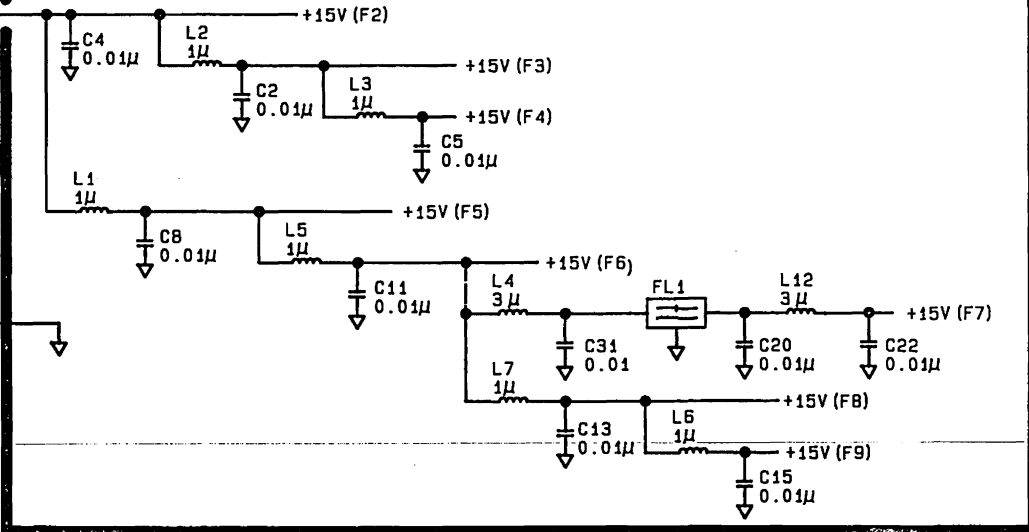 +15V (F2)
C4
0.01µ
L2
1µ
+15V (F3)
C2
0.01µ
L3
1µ
+15V (F4)
C5
0.01µ
L1
1µ
+15V (F5)
C8
0.01µ
L5
1µ
+15V (F6)
C11
0.01µ
L4
3µ
FL1
L12
3µ
+15V (F7)
C31
0.01
C20
0.01µ
C22
0.01µ
L7
1µ
+15V (F8)
C13
0.01µ
L6
1µ
+15V (F9)
C15
0.01µ